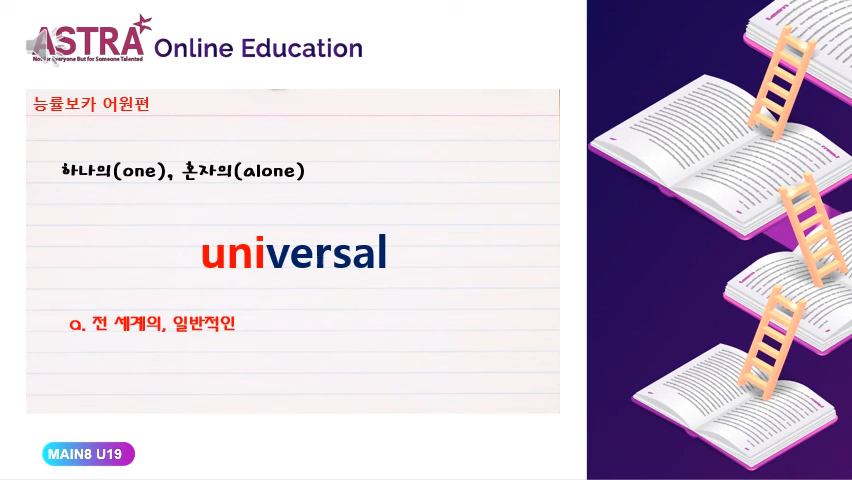 ASTRA
Online Education
능률보카 어원편
하나의(one), 혼자의(alone)
universal
a. 전 세계의, 일반적인
MAIN8 U19